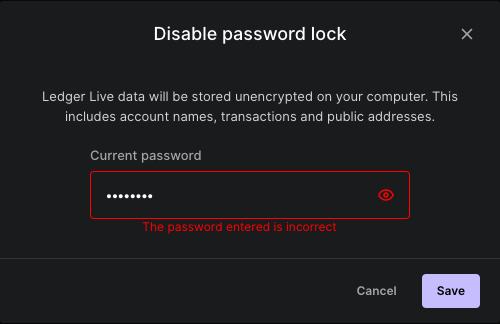 Disable password lock
Ledger Live data will be stored unencrypted on your computer. This
includes account names, transactions and public addresses.
Current password
••••••••
The password entered is incorrect
Cancel
Save